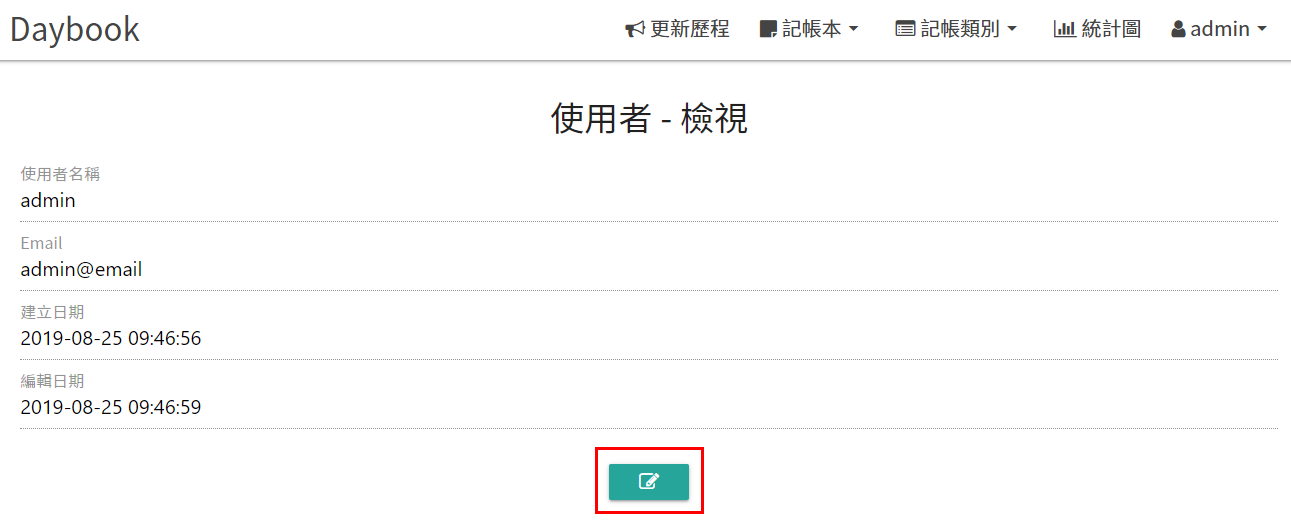 Daybook 更新歷程 記帳本 記帳類別 統計圖 admin
使用者 - 檢視
使用者名稱
admin
Email
admin@email
建立日期
2019-08-25 09:46:56
編輯日期
2019-08-25 09:46:59